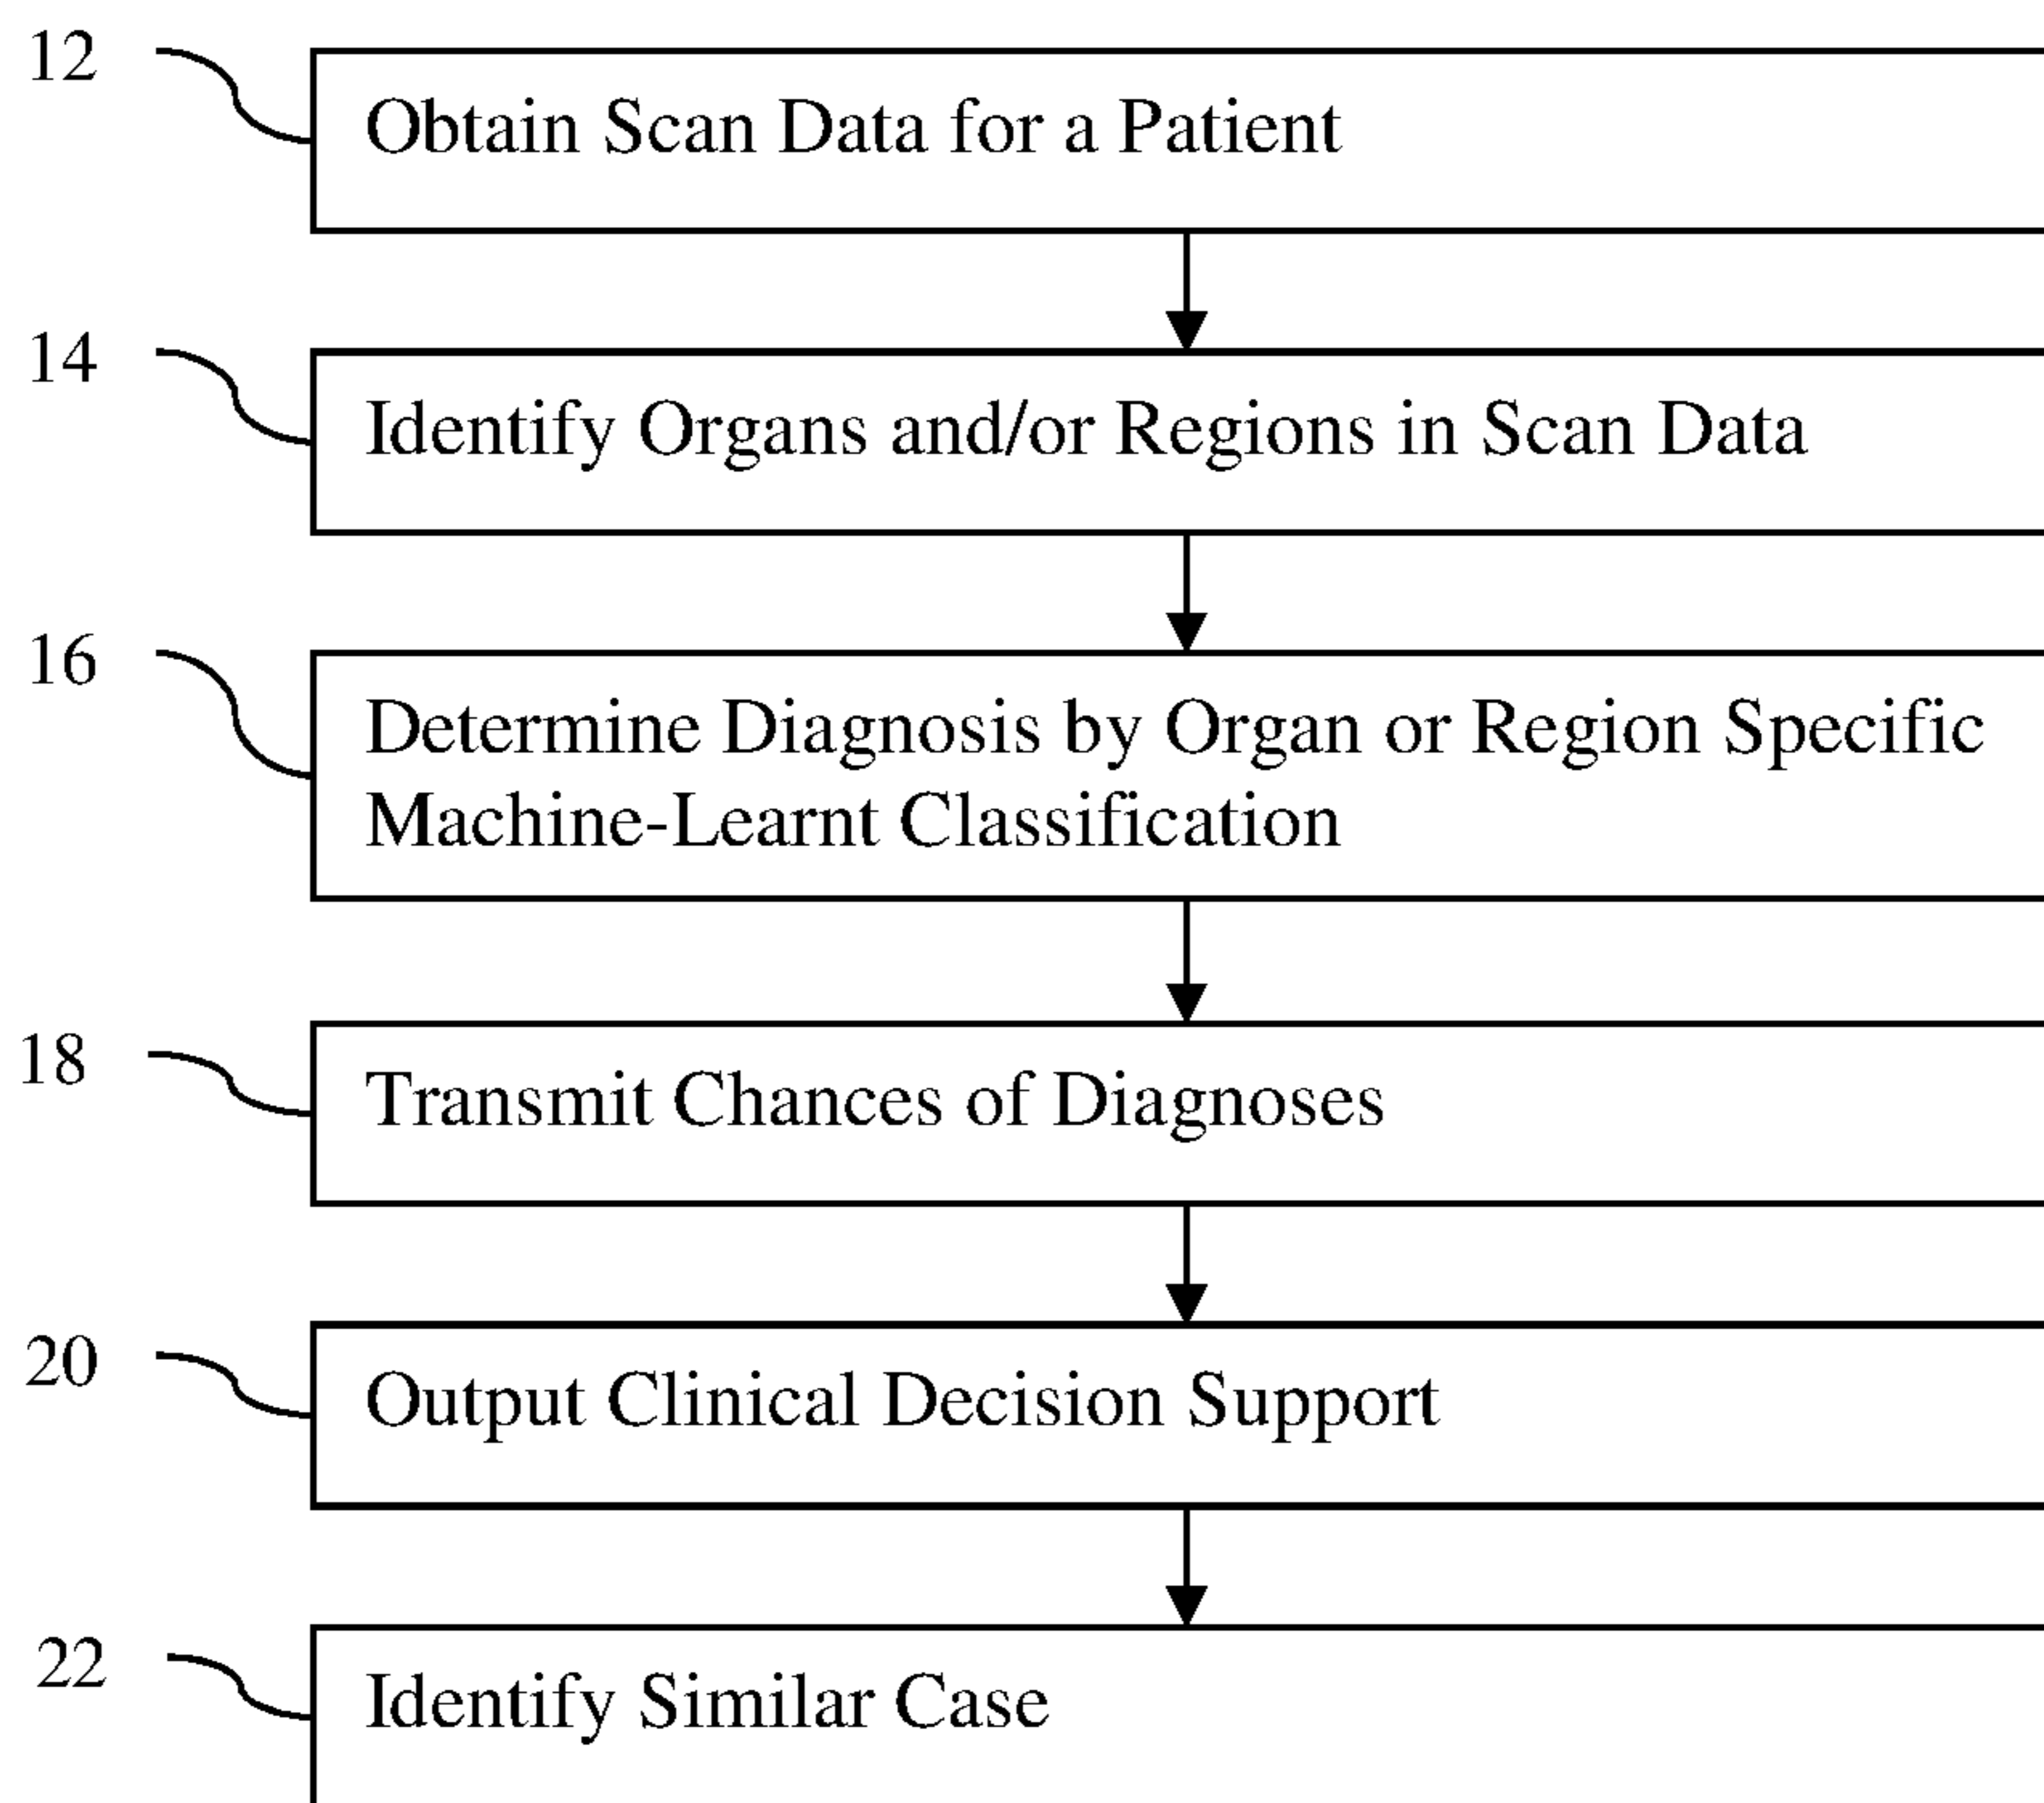 12
Obtain Scan Data for a Patient
14
Identify Organs and/or Regions in Scan Data
16
Determine Diagnosis by Organ or Region Specific
Machine-Learnt Classification
18
Transmit Chances of Diagnoses
20
Output Clinical Decision Support
22
Identify Similar Case